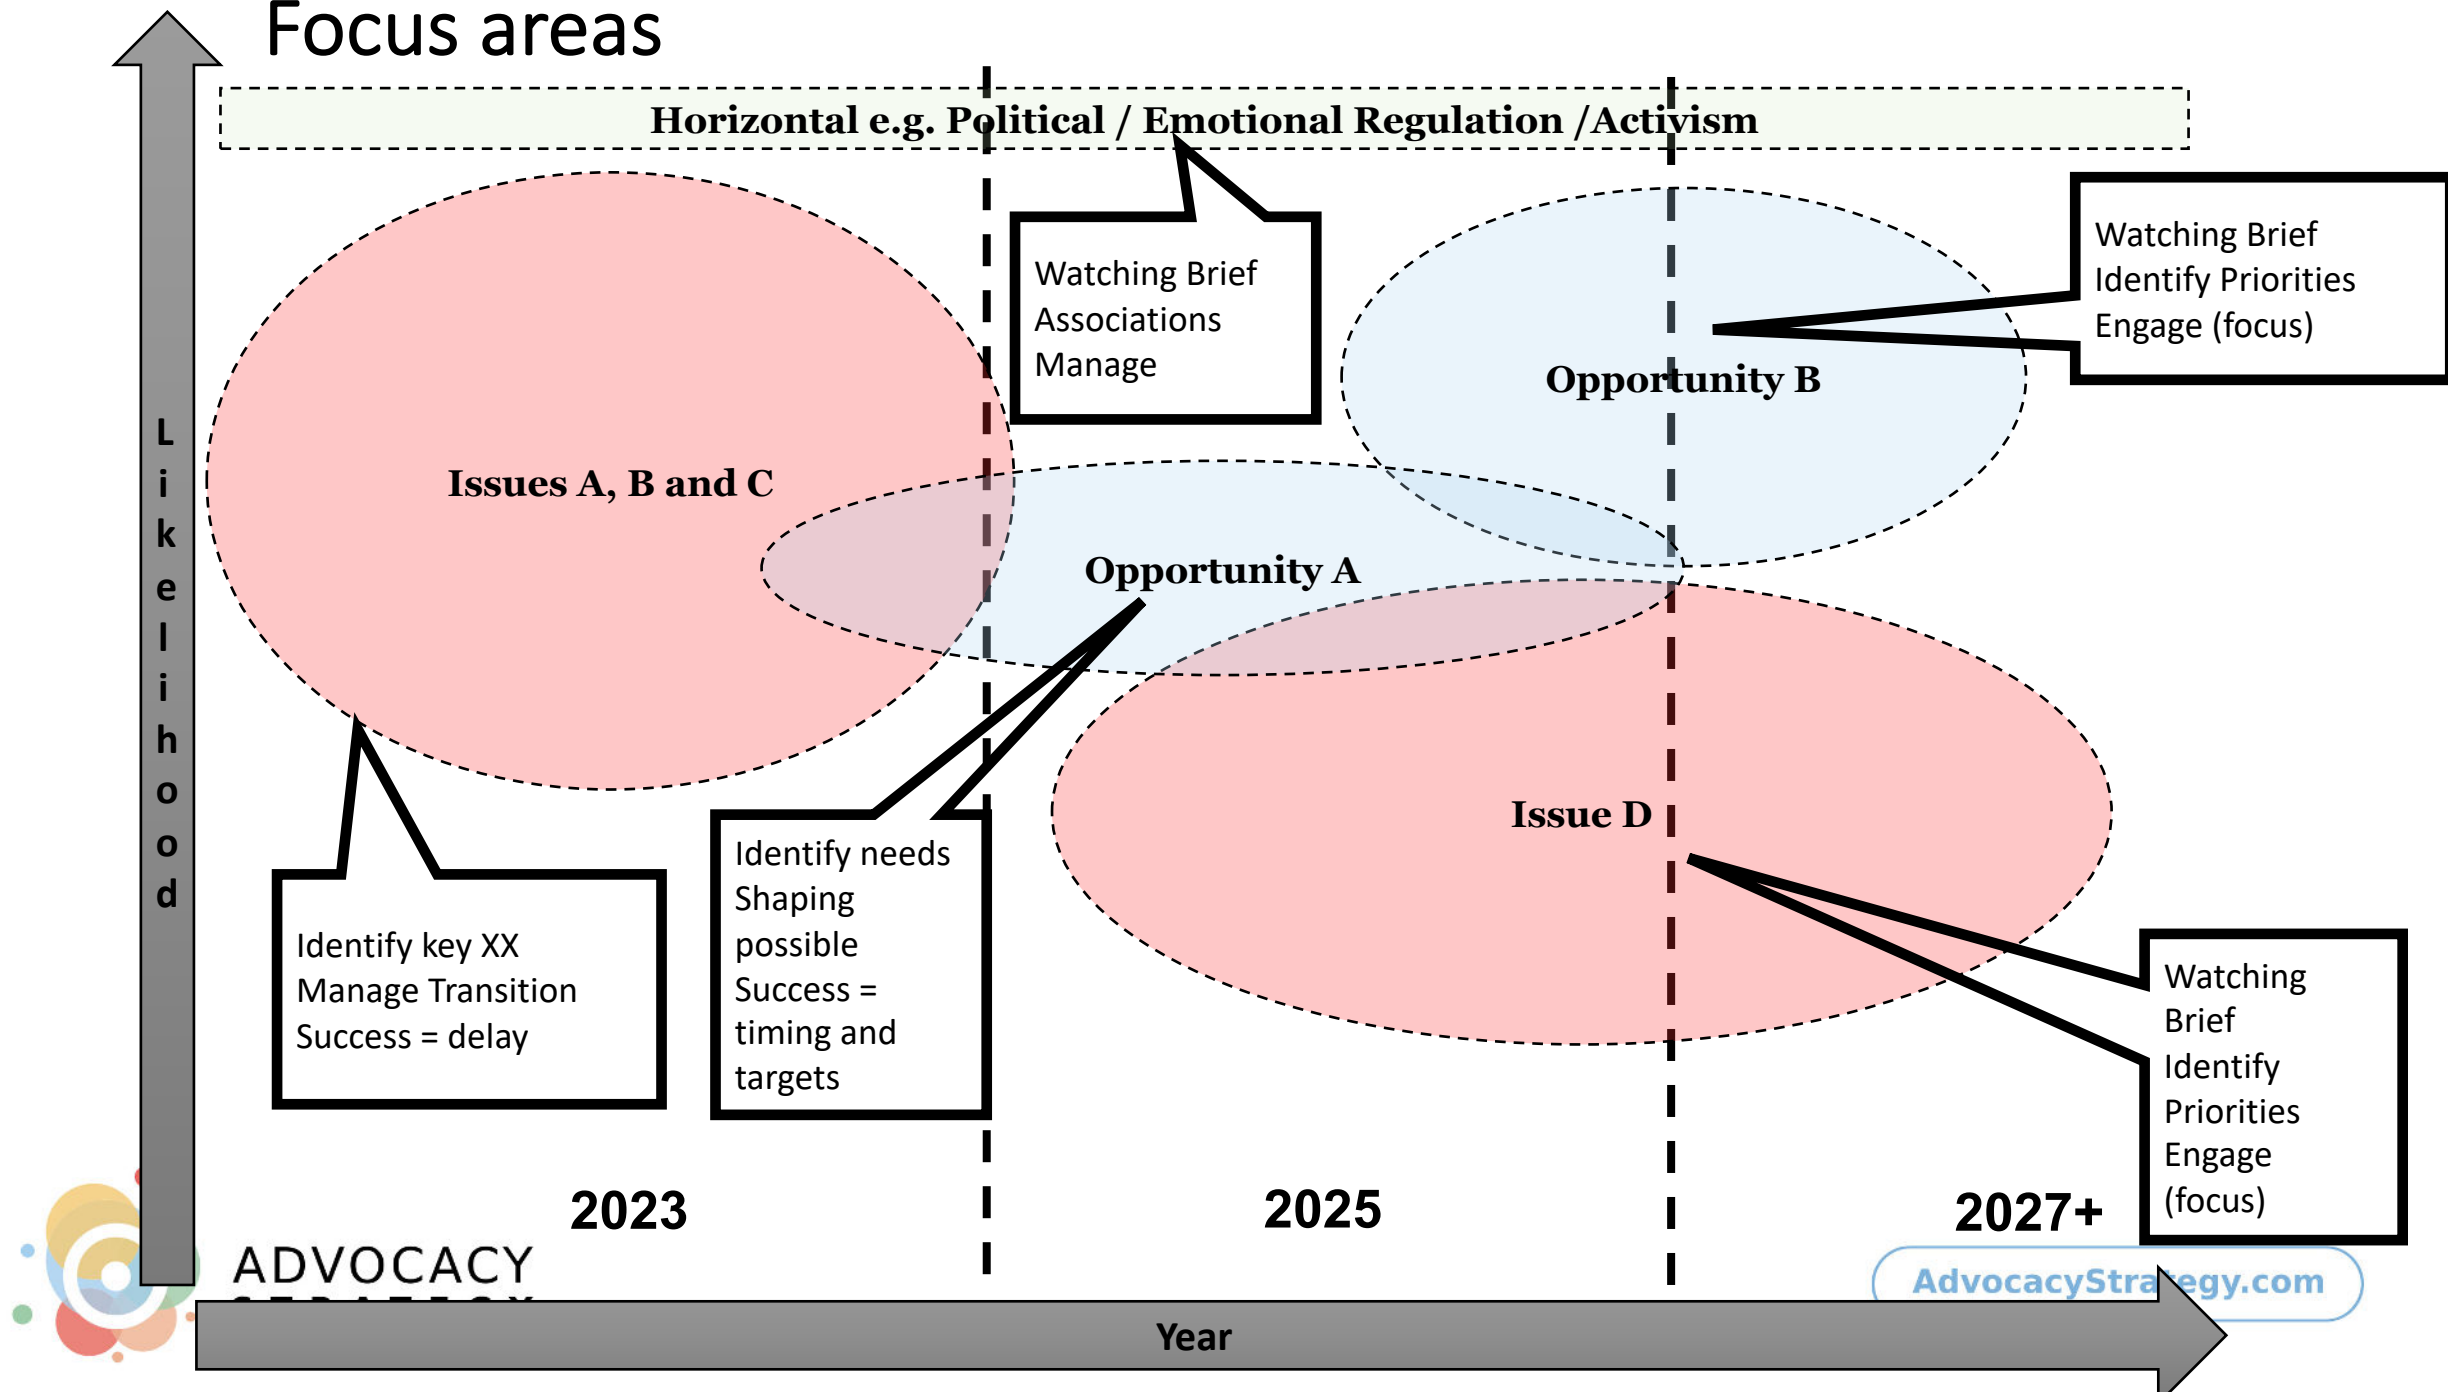 Focus areas
Horizontal e.g. Political / Emotional Regulation /Activism
Watching Brief
Associations
Manage
Watching Brief
Identify Priorities
Engage (focus)
Opportunity B
Issues A, B and C
Opportunity A
Issue D
Likelihood
Identify key XX
Manage Transition
Success = delay
Identify needs
Shaping
possible
Success =
timing and
targets
Watching
Brief
Identify
Priorities
Engage
(focus)
2023
2025
2027+
ADVOCACY
STRATEGY
AdvocacyStrategy.com
Year